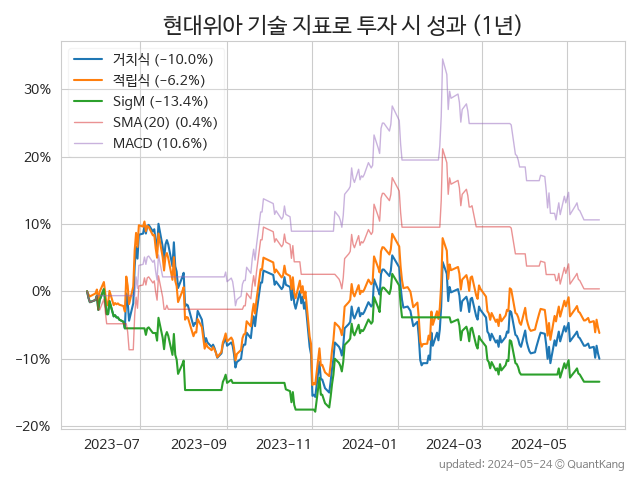 현대위아 기술 지표로 투자 시 성과 (1년)
거치식 (−10.0%)
적립식 (−6.2%)
SigM (−13.4%)
SMA(20) (0.4%)
MACD (10.6%)
30%
20%
10%
0%
−10%
−20%
2023−07 2023−09 2023−11 2024−01 2024−03 2024−05
updated: 2024-05-24 © QuantKang